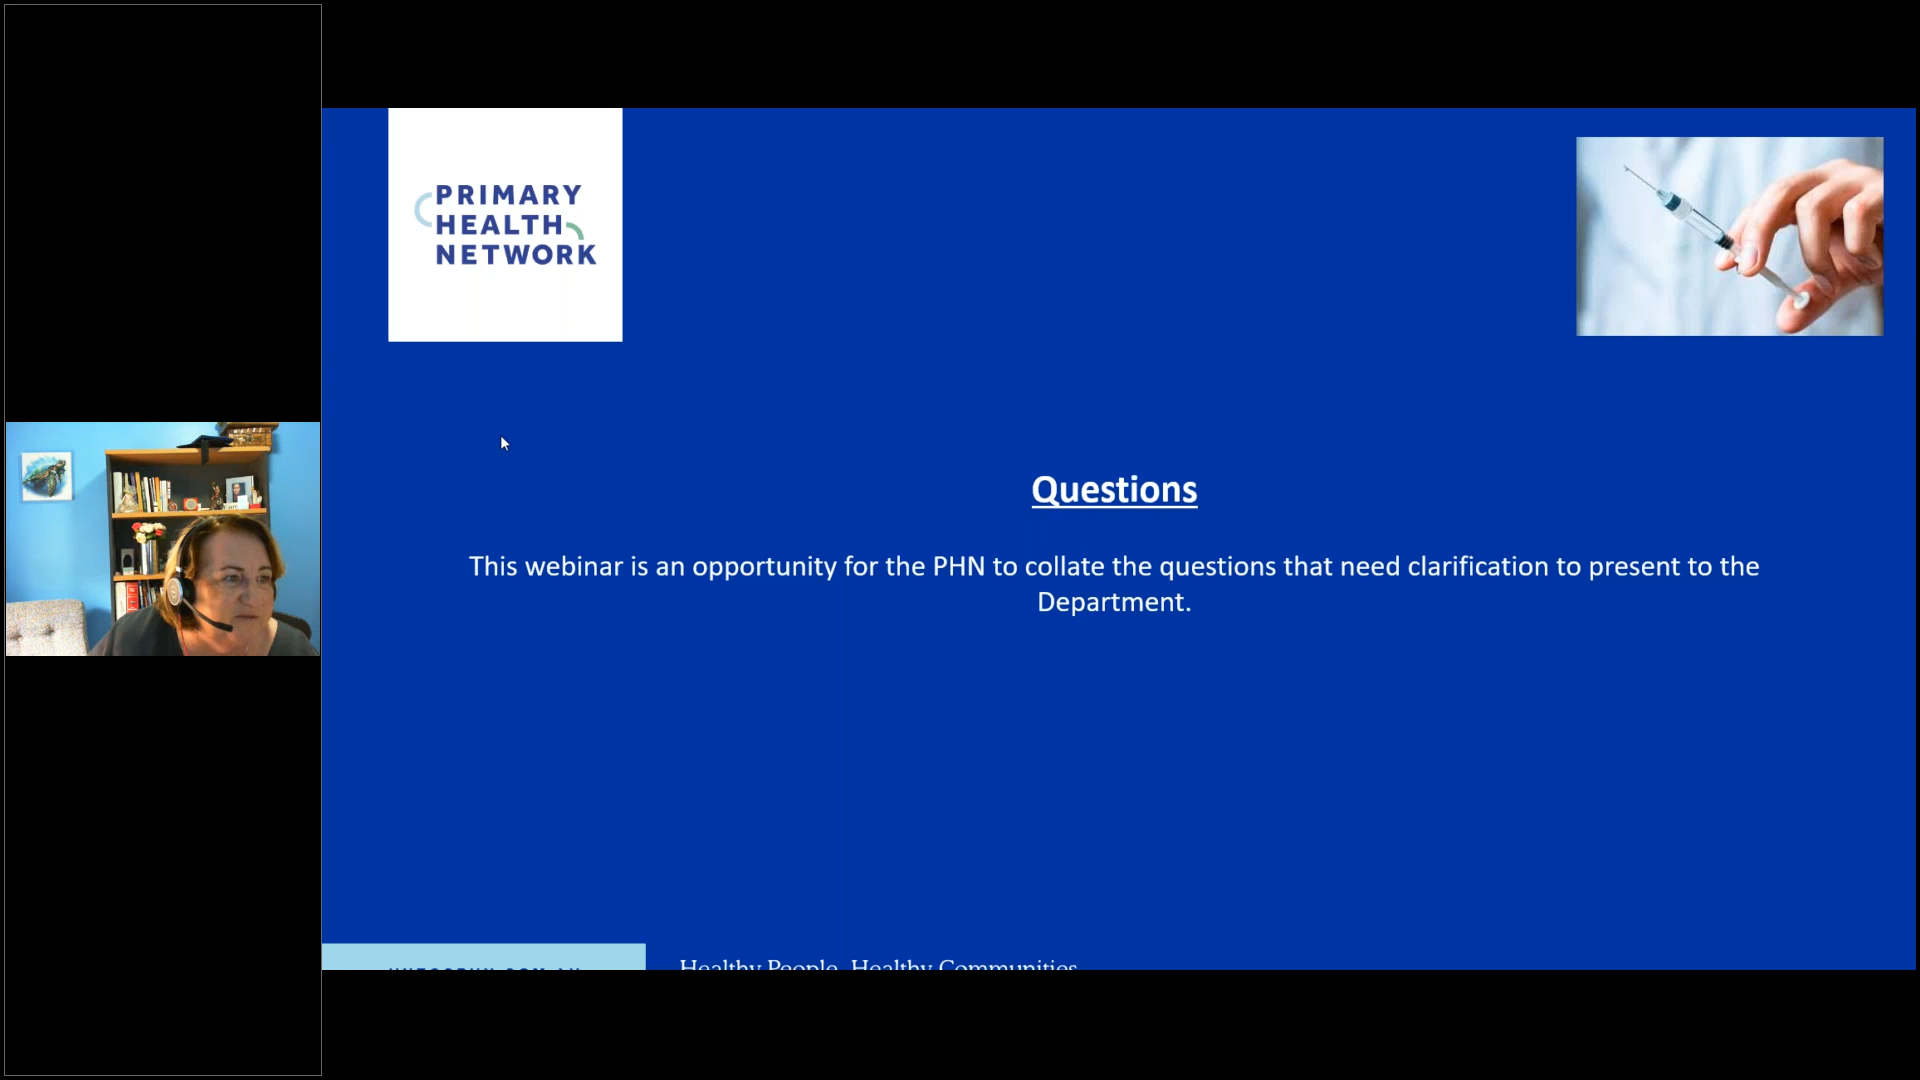 PRIMARY
HEALTH
NETWORK
Questions
This webinar is an opportunity for the PHN to collate the questions that need clarification to present to the
Department.
Healthy People, Healthy Communities